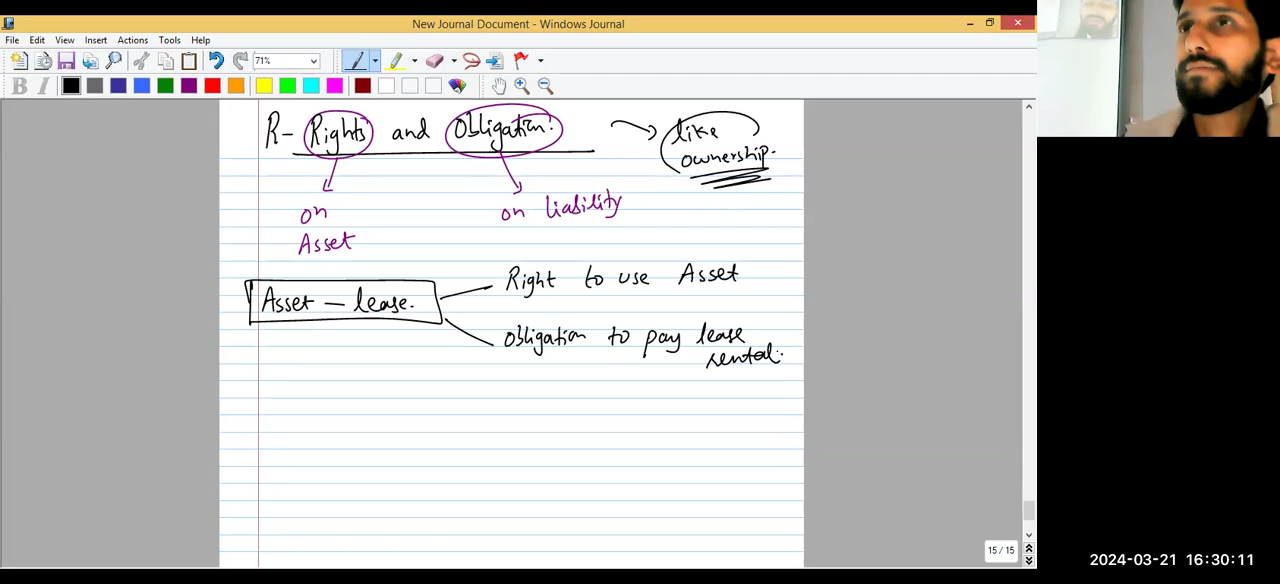 New Journal Document - Windows Journal
File Edit View Insert Actions Tools Help
71%
B I
R- Rights and Obligation:
like
ownership.
on
Asset
on liability
Asset — lease.
Right to use Asset
Obligation to pay lease
rental.
15 / 15
2024-03-21 16:30:11